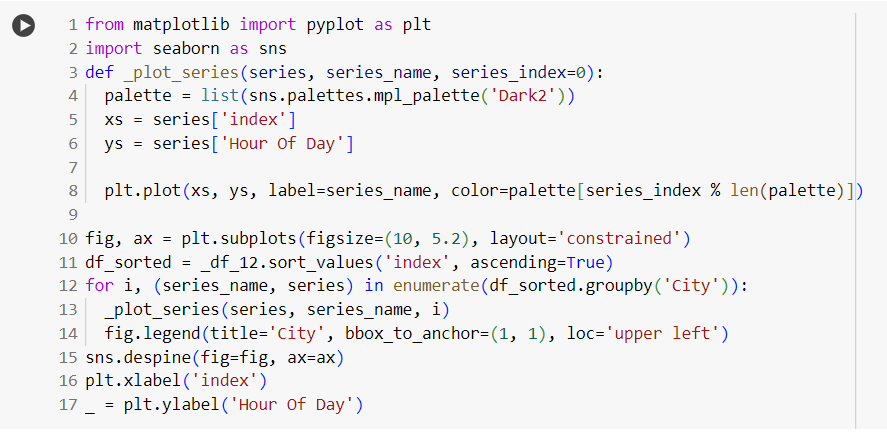 1 from matplotlib import pyplot as plt
2 import seaborn as sns
3 def _plot_series(series, series_name, series_index=0):
4   palette = list(sns.palettes.mpl_palette('Dark2'))
5   xs = series['index']
6   ys = series['Hour Of Day']
7
8   plt.plot(xs, ys, label=series_name, color=palette[series_index % len(palette)])
9
10 fig, ax = plt.subplots(figsize=(10, 5.2), layout='constrained')
11 df_sorted = _df_12.sort_values('index', ascending=True)
12 for i, (series_name, series) in enumerate(df_sorted.groupby('City')):
13   _plot_series(series, series_name, i)
14   fig.legend(title='City', bbox_to_anchor=(1, 1), loc='upper left')
15 sns.despine(fig=fig, ax=ax)
16 plt.xlabel('index')
17 _ = plt.ylabel('Hour Of Day')